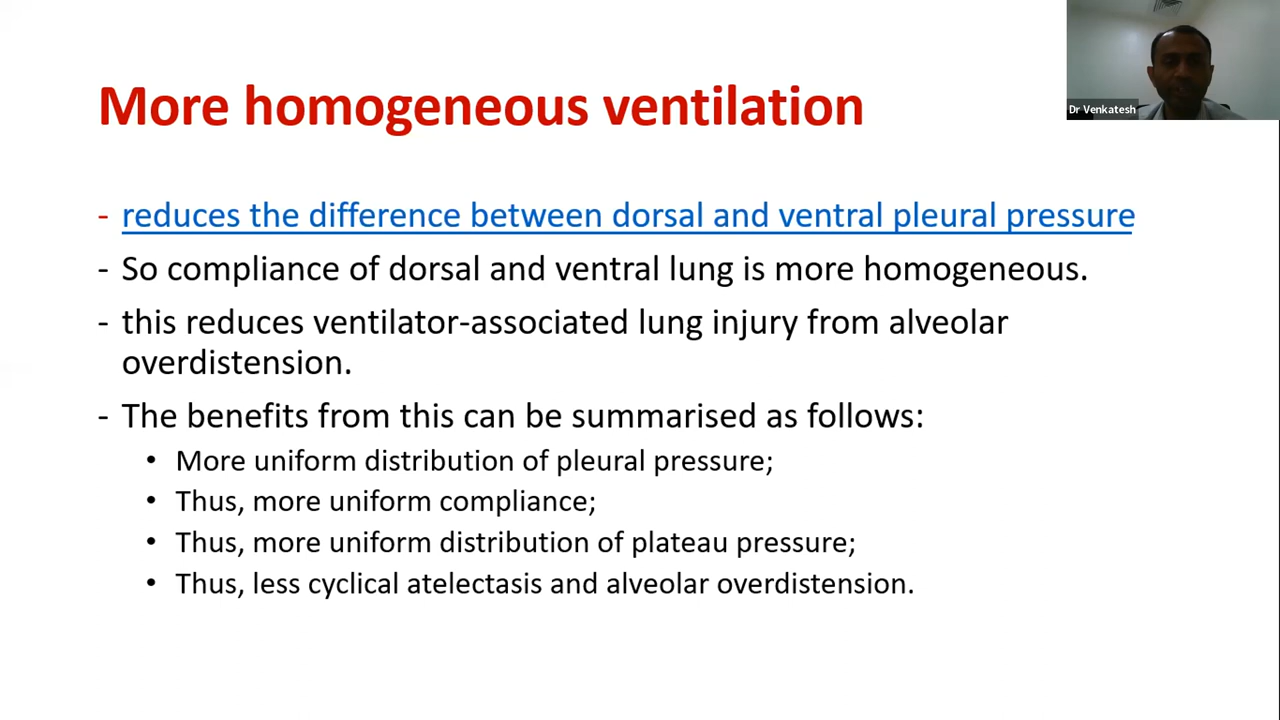 More homogeneous ventilation
Dr Venkatesh
- reduces the difference between dorsal and ventral pleural pressure
- So compliance of dorsal and ventral lung is more homogeneous.
- this reduces ventilator-associated lung injury from alveolar
overdistension.
- The benefits from this can be summarised as follows:
• More uniform distribution of pleural pressure;
• Thus, more uniform compliance;
• Thus, more uniform distribution of plateau pressure;
• Thus, less cyclical atelectasis and alveolar overdistension.